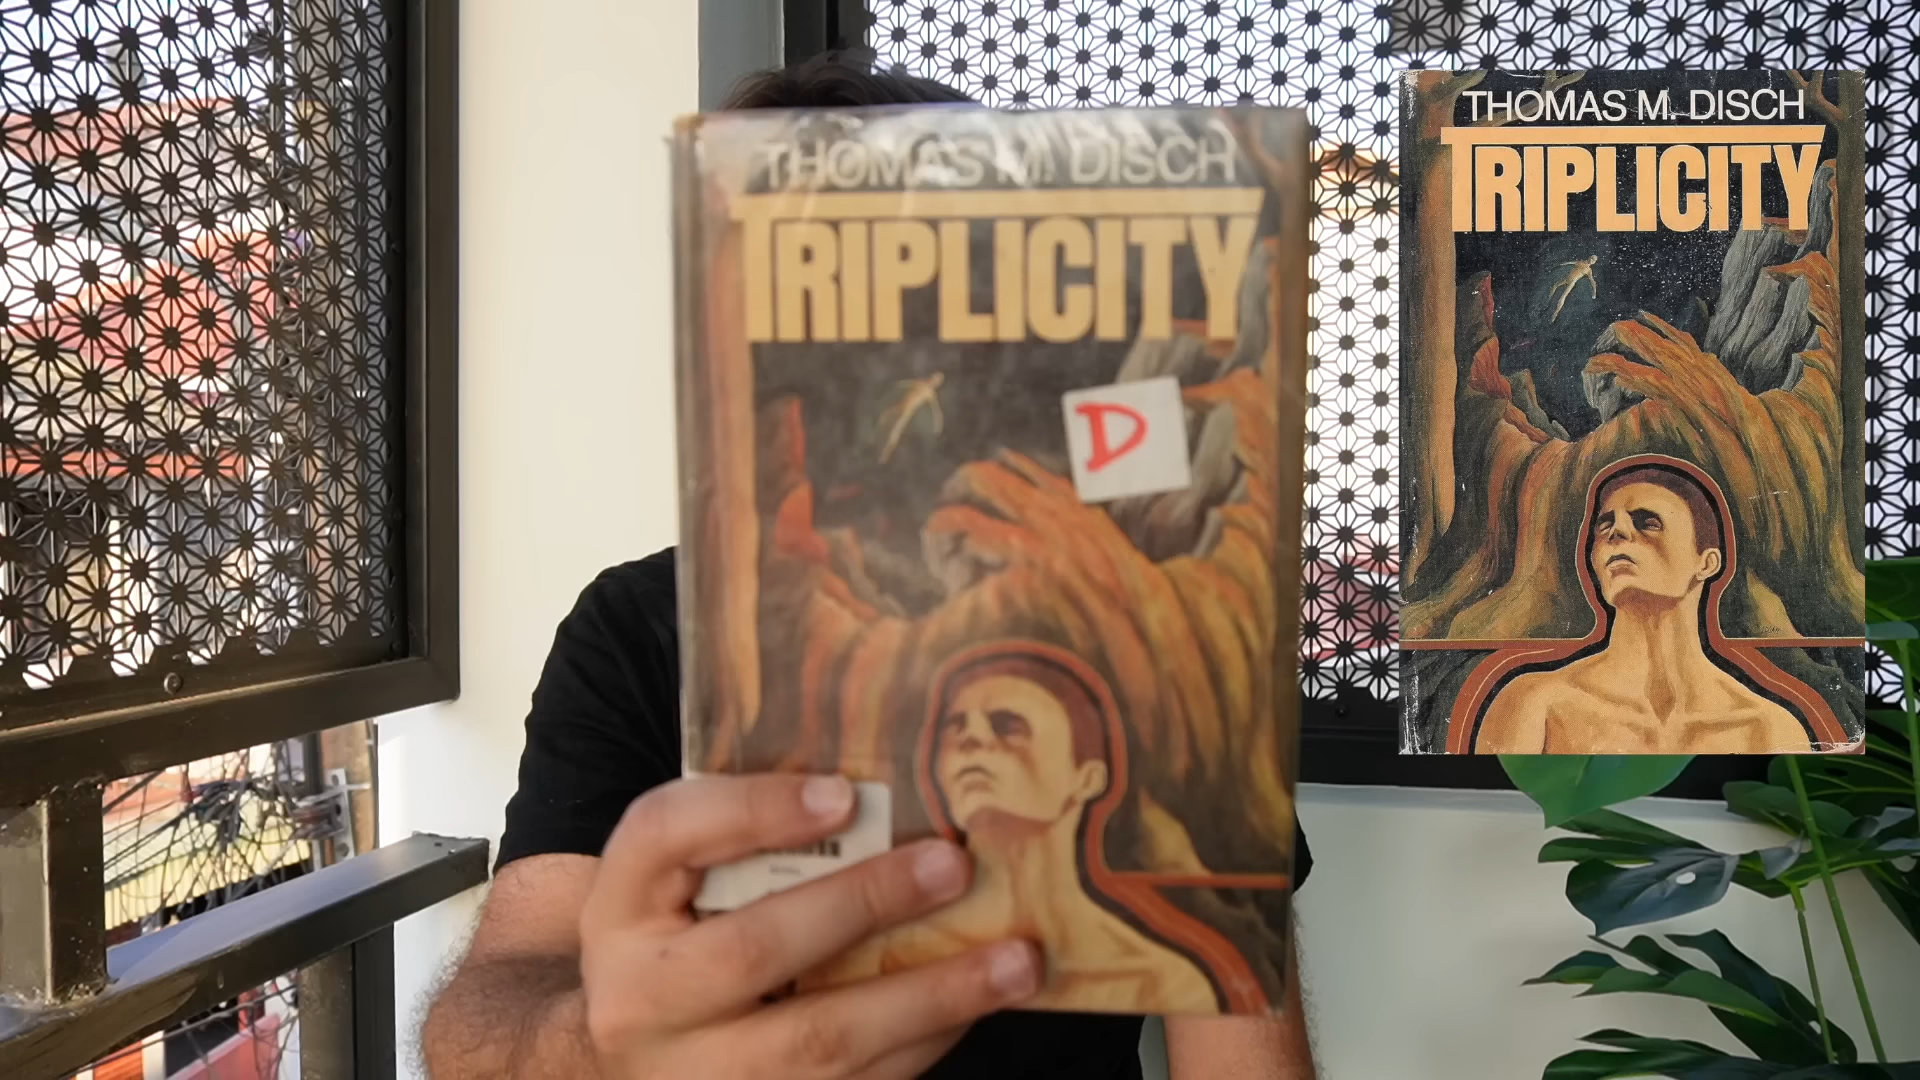 THOMAS M. DISCH
TRIPLICITY
D
THOMAS M. DISCH
TRIPLICITY